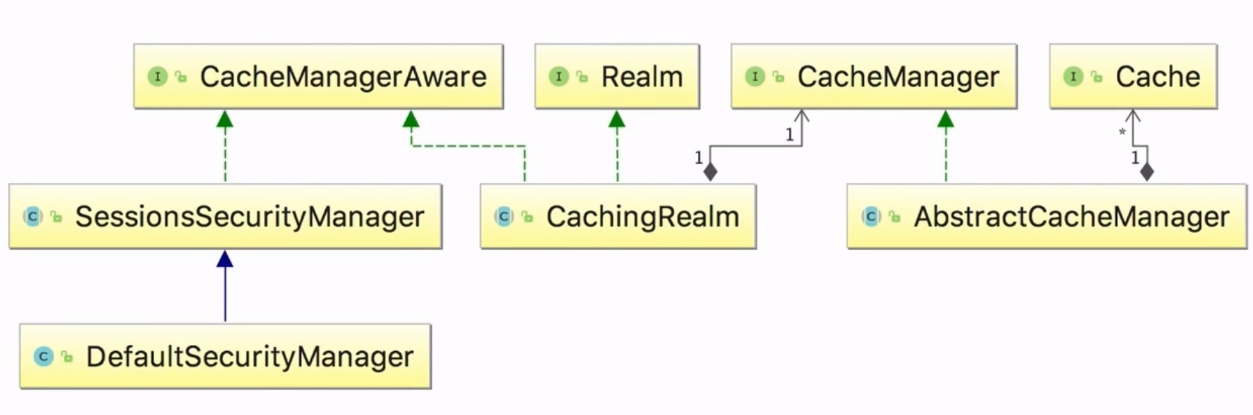 I CacheManagerAware
I Realm
I CacheManager
I Cache
1
1
*
1
C SessionsSecurityManager
C CachingRealm
C AbstractCacheManager
C DefaultSecurityManager